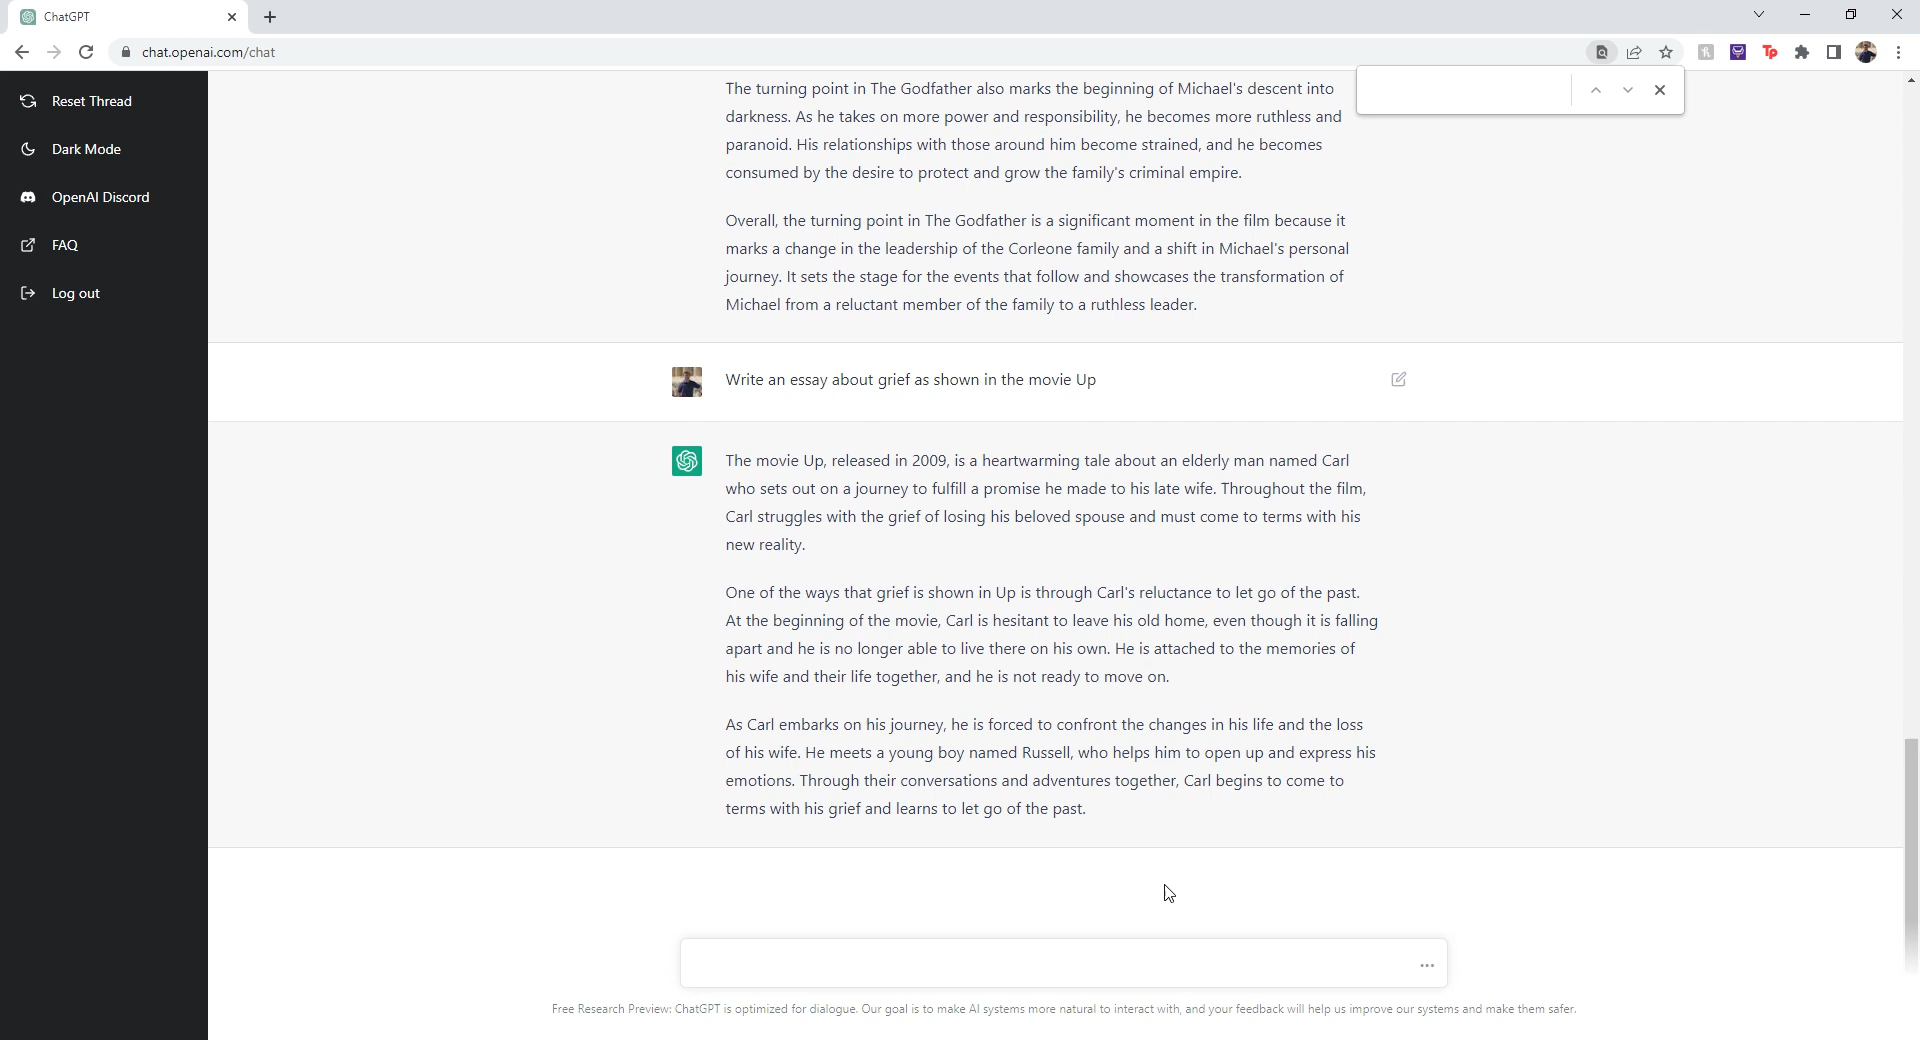 ChatGPT
chat.openai.com/chat
Tp
Reset Thread
Dark Mode
OpenAI Discord
FAQ
Log out
The turning point in The Godfather also marks the beginning of Michael's descent into
darkness. As he takes on more power and responsibility, he becomes more ruthless and
paranoid. His relationships with those around him become strained, and he becomes
consumed by the desire to protect and grow the family's criminal empire.
Overall, the turning point in The Godfather is a significant moment in the film because it
marks a change in the leadership of the Corleone family and a shift in Michael's personal
journey. It sets the stage for the events that follow and showcases the transformation of
Michael from a reluctant member of the family to a ruthless leader.
Write an essay about grief as shown in the movie Up
The movie Up, released in 2009, is a heartwarming tale about an elderly man named Carl
who sets out on a journey to fulfill a promise he made to his late wife. Throughout the film,
Carl struggles with the grief of losing his beloved spouse and must come to terms with his
new reality.
One of the ways that grief is shown in Up is through Carl's reluctance to let go of the past.
At the beginning of the movie, Carl is hesitant to leave his old home, even though it is falling
apart and he is no longer able to live there on his own. He is attached to the memories of
his wife and their life together, and he is not ready to move on.
As Carl embarks on his journey, he is forced to confront the changes in his life and the loss
of his wife. He meets a young boy named Russell, who helps him to open up and express his
emotions. Through their conversations and adventures together, Carl begins to come to
terms with his grief and learns to let go of the past.
Free Research Preview: ChatGPT is optimized for dialogue. Our goal is to make AI systems more natural to interact with, and your feedback will help us improve our systems and make them safer.